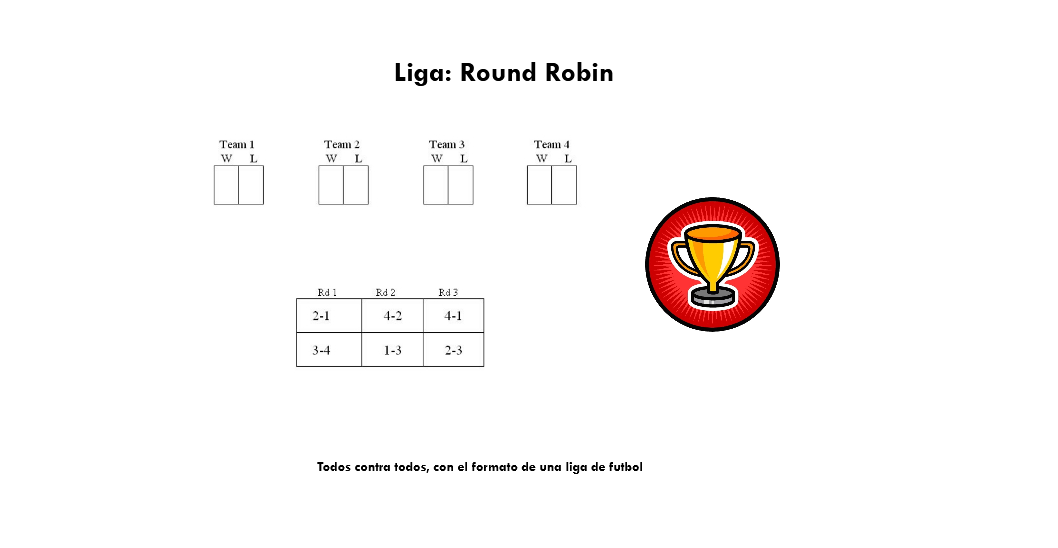 Liga: Round Robin
Team 1 Team 2 Team 3 Team 4
W L W L W L W L
Rd 1 Rd 2 Rd 3
2-1 4-2 4-1
3-4 1-3 2-3
Todos contra todos, con el formato de una liga de futbol